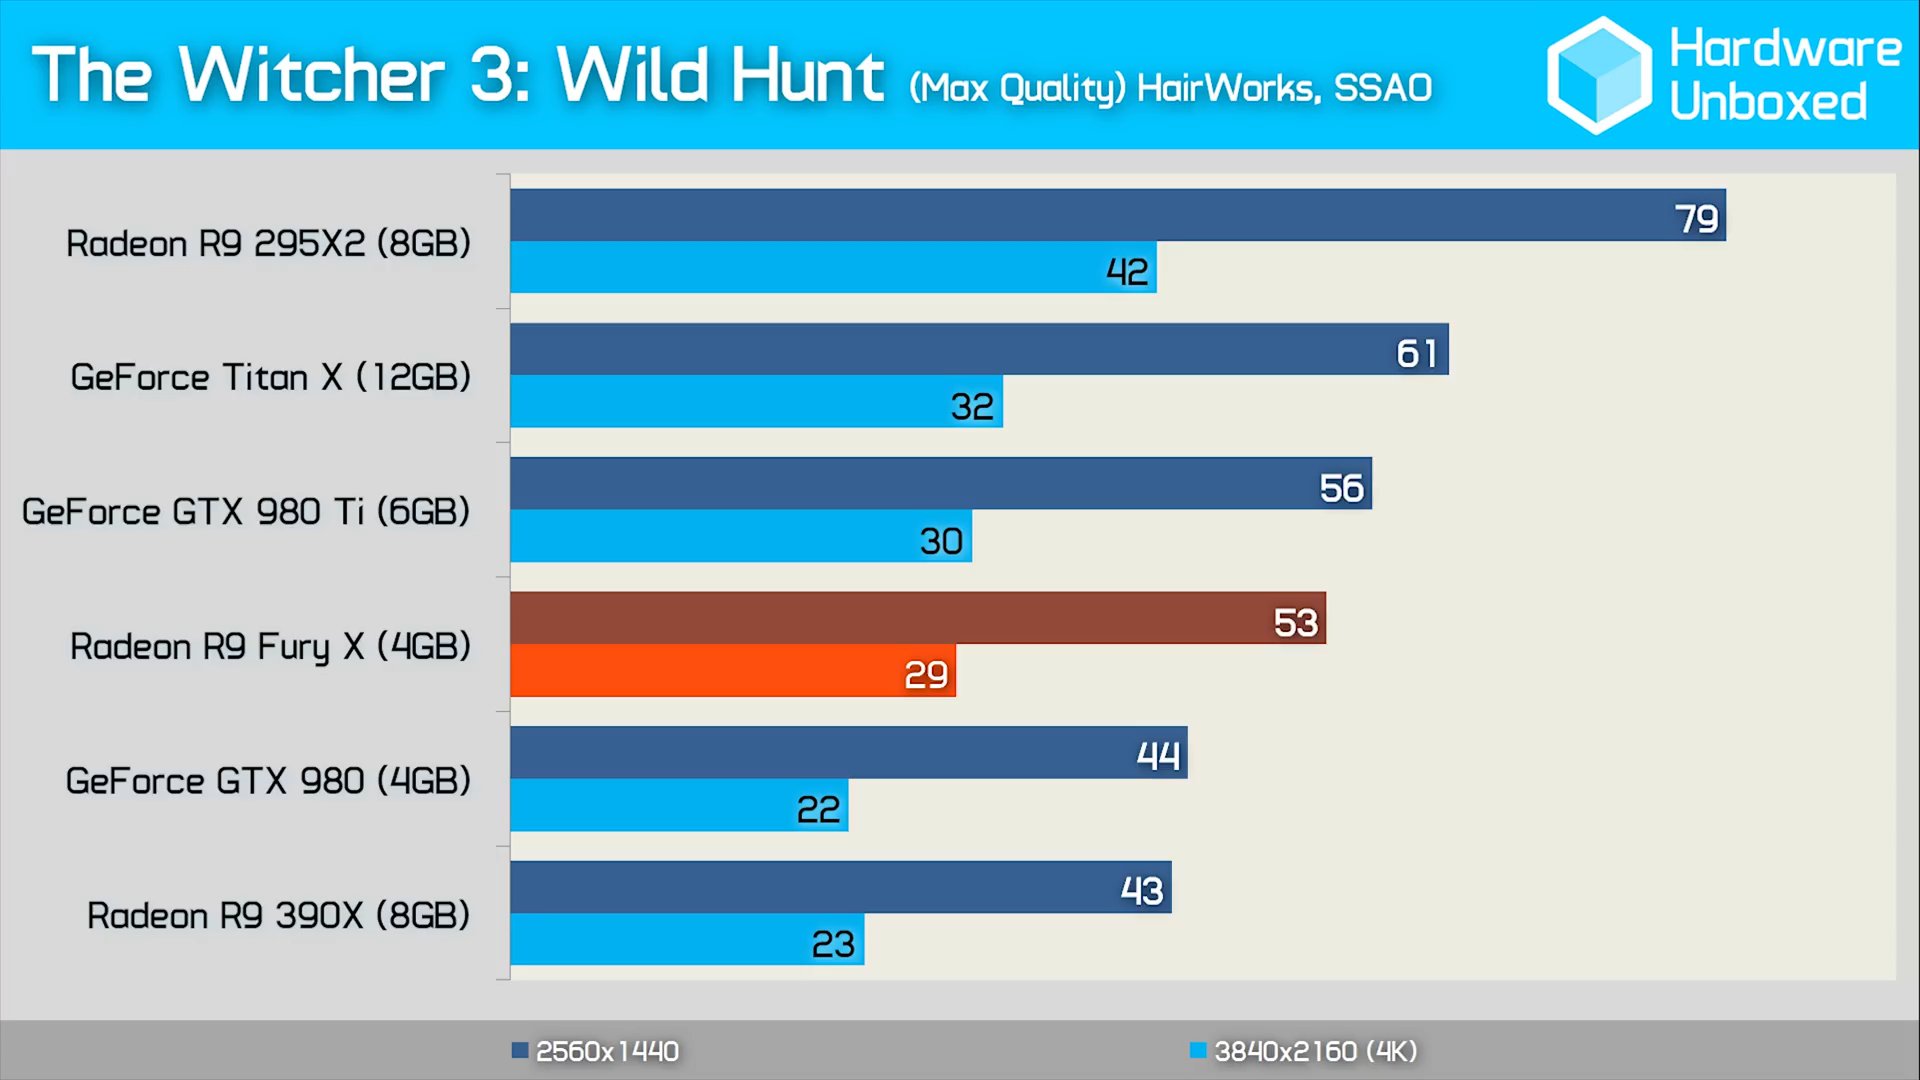 The Witcher 3: Wild Hunt (Max Quality) HairWorks, SSAO
Hardware
Unboxed
Radeon R9 295X2 (8GB)
79
42
GeForce Titan X (12GB)
61
32
GeForce GTX 980 Ti (6GB)
56
30
Radeon R9 Fury X (4GB)
53
29
GeForce GTX 980 (4GB)
44
22
Radeon R9 390X (8GB)
43
23
2560x1440
3840x2160 (4K)